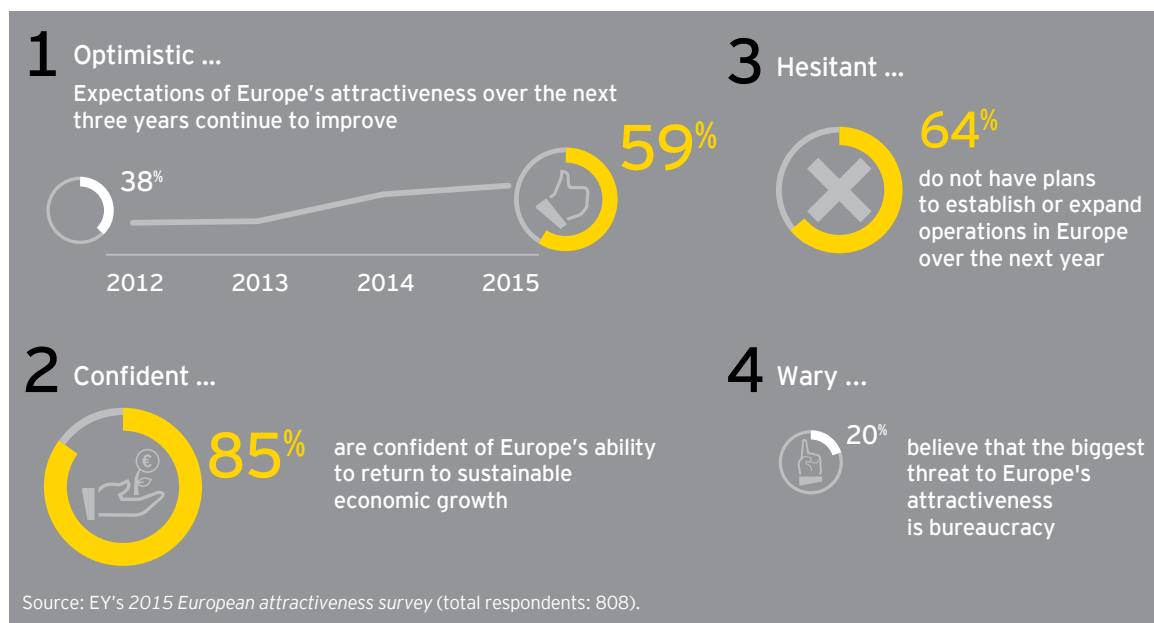 1 Optimistic ...
Expectations of Europe's attractiveness over the next
three years continue to improve
38%
59%
2012 2013 2014 2015
2 Confident ...
€
85%
are confident of Europe's ability
to return to sustainable
economic growth
3 Hesitant ...
64%
do not have plans
to establish or expand
operations in Europe
over the next year
4 Wary ...
20%
believe that the biggest
threat to Europe's
attractiveness
is bureaucracy
Source: EY's 2015 European attractiveness survey (total respondents: 808).